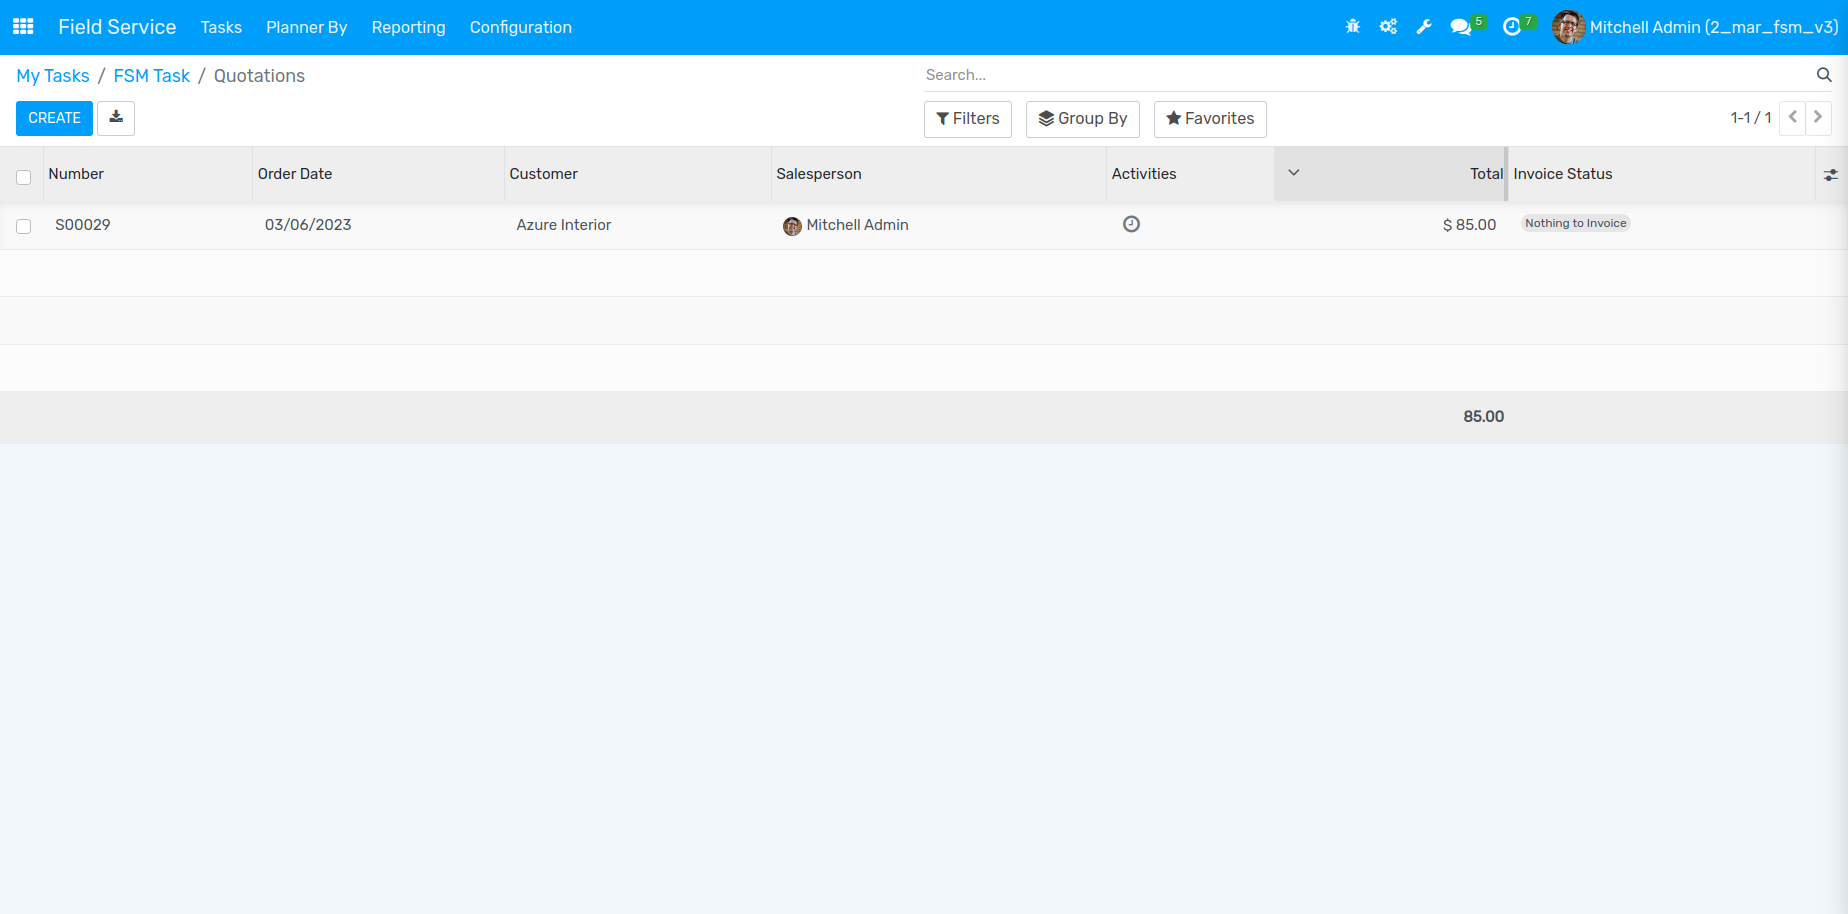 Field Service Tasks Planner By Reporting Configuration 5 7 Mitchell Admin (2_mar_fsm_v3)
My Tasks / FSM Task / Quotations Search...
CREATE Filters Group By Favorites 1-1 / 1
Number Order Date Customer Salesperson Activities Total Invoice Status
S00029 03/06/2023 Azure Interior Mitchell Admin $ 85.00 Nothing to Invoice
85.00